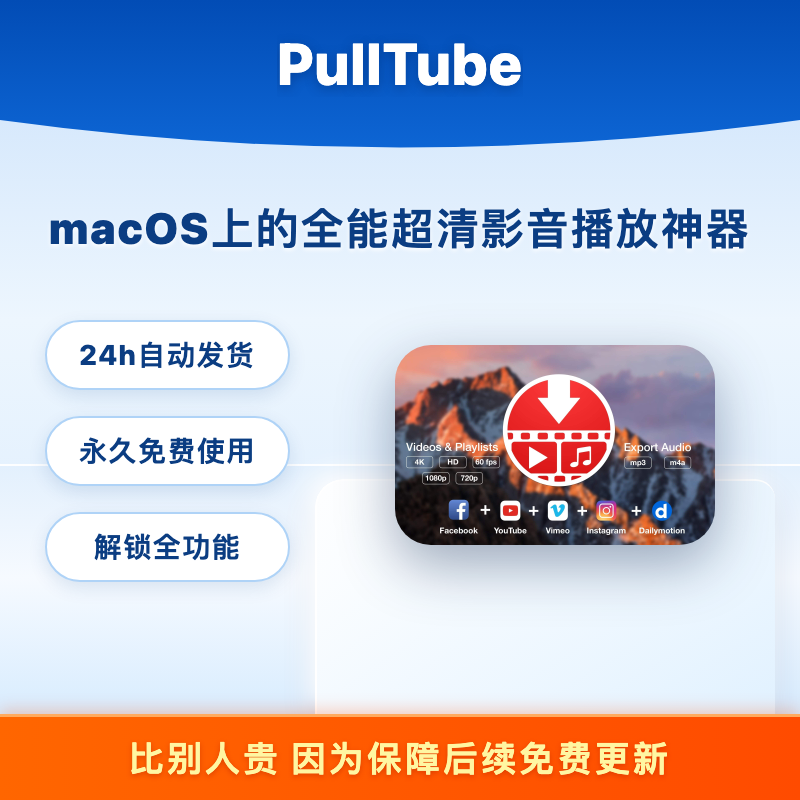 PullTube
macOS上的全能超清影音播放神器
24h自动发货
永久免费使用
解锁全功能
Videos & Playlists
4K HD 60 fps
1080p 720p
Export Audio
mp3 m4a
Facebook + YouTube + Vimeo + Instagram + Dailymotion
比别人贵 因为保障后续免费更新